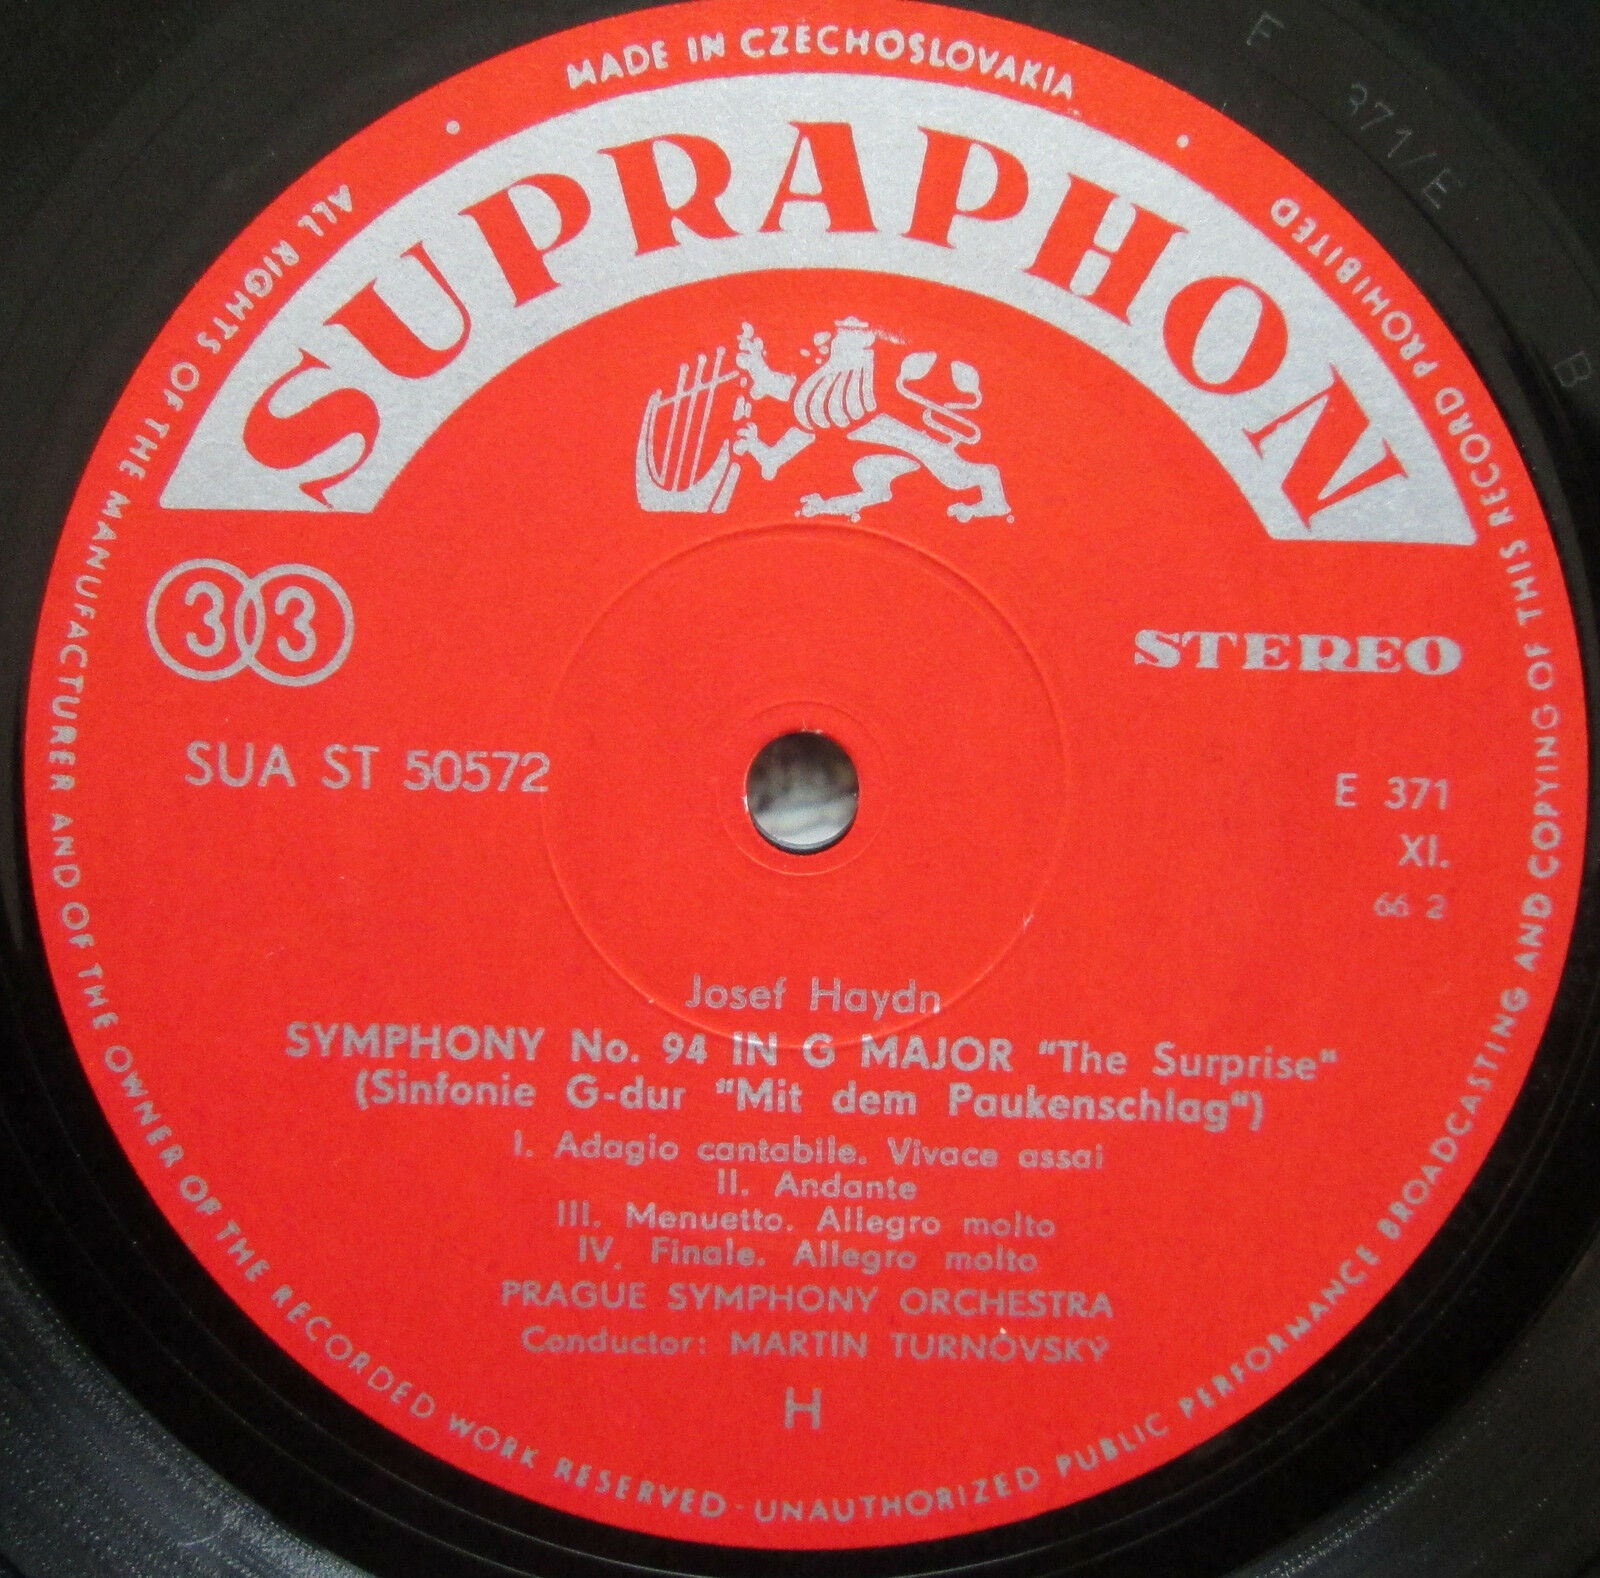 MADE IN CZECHOSLOVAKIA
ALL RIGHTS OF THE MANUFACTURER AND OF THE OWNER OF THE RECORDED WORK RESERVED - UNAUTHORIZED PUBLIC PERFORMANCE BROADCASTING AND COPYING OF THIS RECORD PROHIBITED
SUPRAPHON
33
STEREO
SUA ST 50572
E 371
XI.
66 2
Josef Haydn
SYMPHONY No. 94 IN G MAJOR "The Surprise"
(Sinfonie G-dur "Mit dem Paukenschlag")
I. Adagio cantabile. Vivace assai
II. Andante
III. Menuetto. Allegro molto
IV. Finale. Allegro molto
PRAGUE SYMPHONY ORCHESTRA
Conductor: MARTIN TURNOVSKÝ
H
F 371/E B